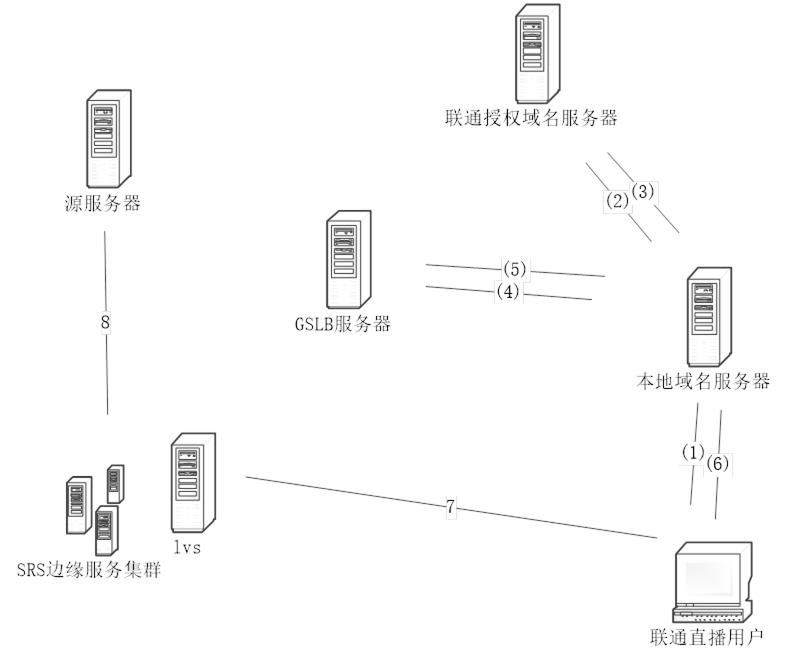 联通授权域名服务器
源服务器
(2)
(3)
(5)
(4)
GSLB服务器
8
本地域名服务器
(1)
(6)
7
lvs
SRS边缘服务集群
联通直播用户